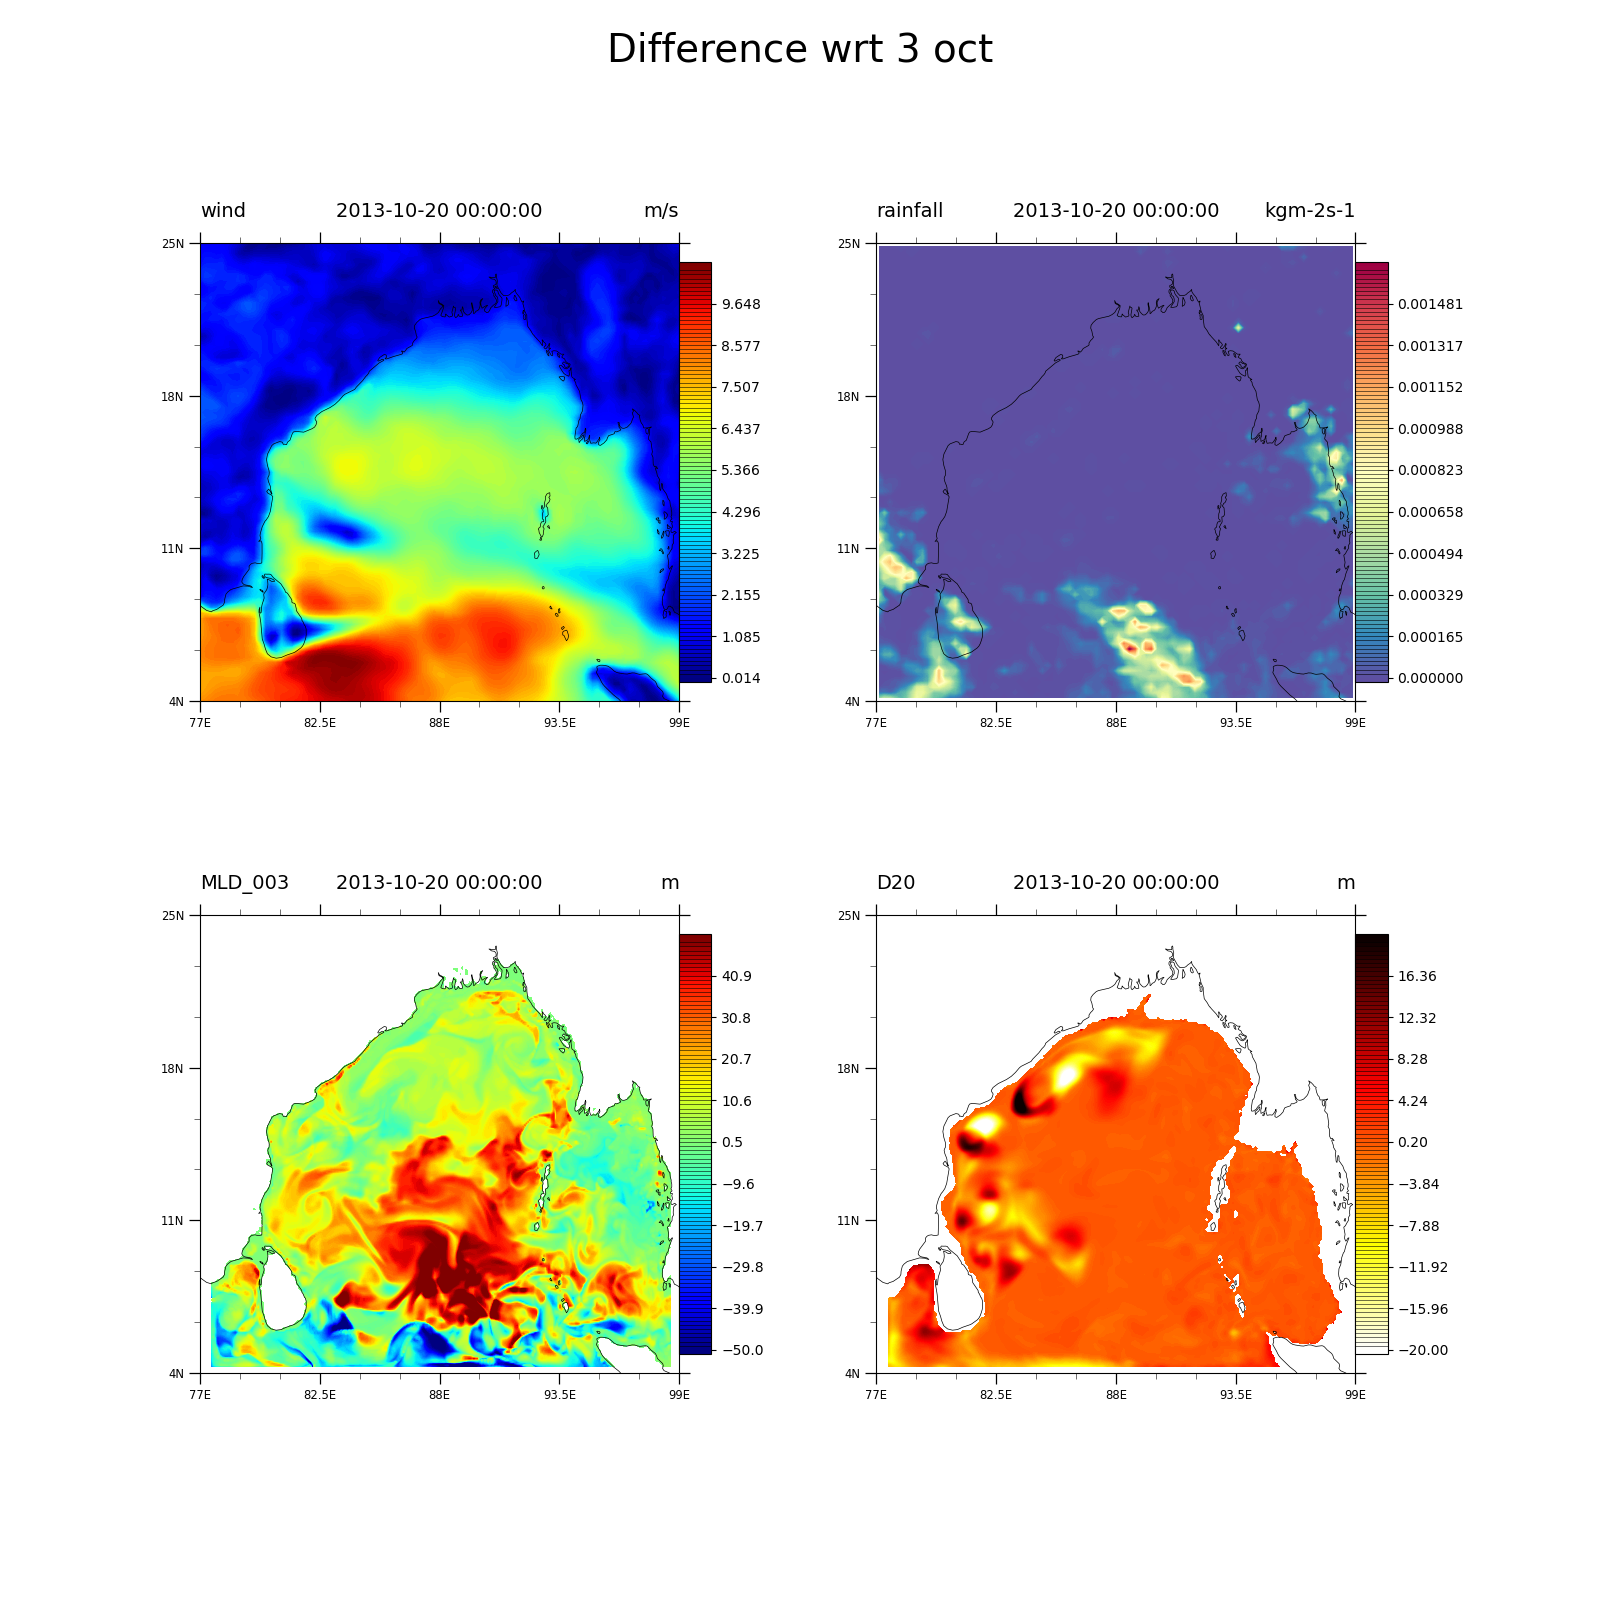 Difference wrt 3 oct
wind 2013-10-20 00:00:00 m/s
25N
18N
11N
4N
77E 82.5E 88E 93.5E 99E
9.648
8.577
7.507
6.437
5.366
4.296
3.225
2.155
1.085
0.014
rainfall 2013-10-20 00:00:00 kgm-2s-1
25N
18N
11N
4N
77E 82.5E 88E 93.5E 99E
0.001481
0.001317
0.001152
0.000988
0.000823
0.000658
0.000494
0.000329
0.000165
0.000000
MLD_003 2013-10-20 00:00:00 m
25N
18N
11N
4N
77E 82.5E 88E 93.5E 99E
40.9
30.8
20.7
10.6
0.5
−9.6
−19.7
−29.8
−39.9
−50.0
D20 2013-10-20 00:00:00 m
25N
18N
11N
4N
77E 82.5E 88E 93.5E 99E
16.36
12.32
8.28
4.24
0.20
−3.84
−7.88
−11.92
−15.96
−20.00